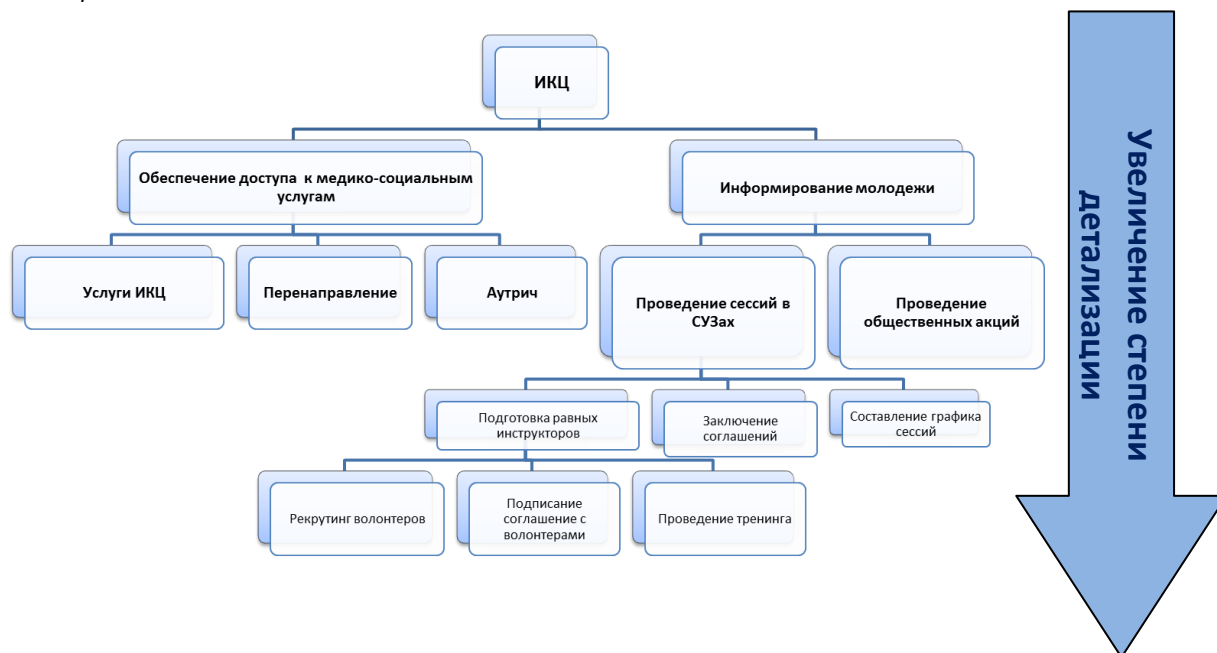 ИКЦ
Обеспечение доступа к медико-социальным
услугам
Информирование молодежи
Услуги ИКЦ
Перенаправление
Аутрич
Проведение сессий в
СУЗах
Проведение
общественных акций
Подготовка равных
инструкторов
Заключение
соглашений
Составление графика
сессий
Рекрутинг волонтеров
Подписание
соглашение с
волонтерами
Проведение тренинга
Увеличение степени
детализации